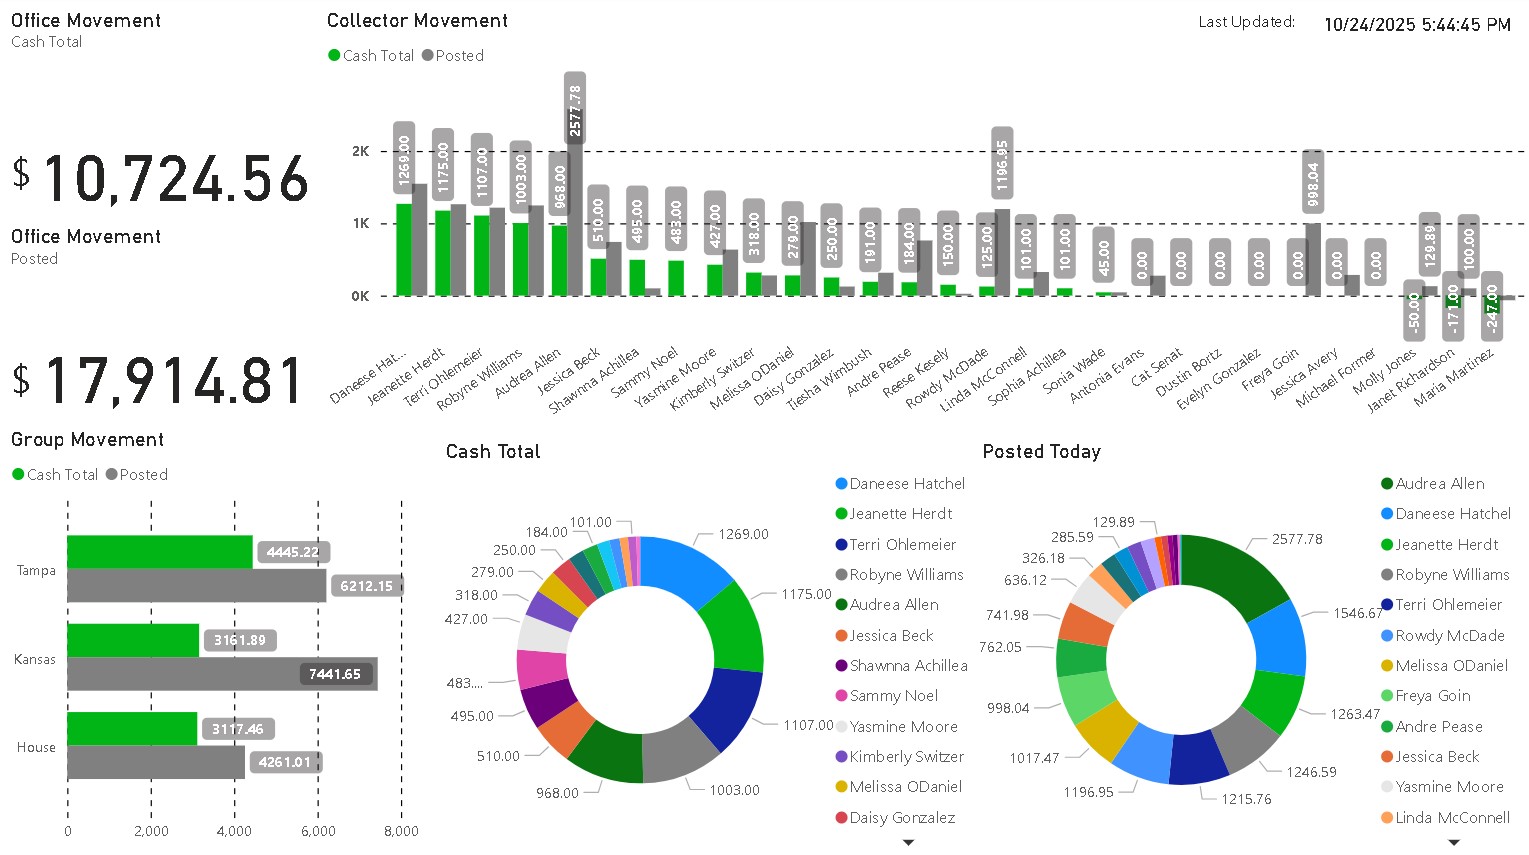 Office Movement
Cash Total
$ 10,724.56
Office Movement
Posted
$ 17,914.81
Collector Movement
Cash Total Posted
Last Updated: 10/24/2025 5:44:45 PM
2K
1K
0K
1269.00
1175.00
1107.00
1003.00
968.00
2577.78
510.00
495.00
483.00
427.00
318.00
279.00
250.00
191.00
184.00
150.00
125.00
1196.95
101.00
101.00
45.00
0.00
0.00
0.00
0.00
0.00
998.04
0.00
0.00
-50.00
129.89
-171.00
100.00
-247.00
Daneese Hat...
Jeanette Herdt
Terri Ohlemeier
Robyne Williams
Audrea Allen
Jessica Beck
Shawnna Achillea
Sammy Noel
Yasmine Moore
Kimberly Switzer
Melissa ODaniel
Daisy Gonzalez
Tiesha Wimbush
Andre Pease
Reese Kesely
Rowdy McDade
Linda McConnell
Sophia Achillea
Sonia Wade
Antonia Evans
Cat Senat
Dustin Bortz
Evelyn Gonzalez
Freya Goin
Jessica Avery
Michael Former
Molly Jones
Janet Richardson
Maria Martinez
Group Movement
Cash Total Posted
Tampa
4445.22
6212.15
Kansas
3161.89
7441.65
House
3117.46
4261.01
0 2,000 4,000 6,000 8,000
Cash Total
1269.00
1175.00
1107.00
1003.00
968.00
510.00
495.00
483....
427.00
318.00
279.00
250.00
184.00
101.00
Daneese Hatchel
Jeanette Herdt
Terri Ohlemeier
Robyne Williams
Audrea Allen
Jessica Beck
Shawnna Achillea
Sammy Noel
Yasmine Moore
Kimberly Switzer
Melissa ODaniel
Daisy Gonzalez
Posted Today
2577.78
1546.67
1263.47
1246.59
1215.76
1196.95
1017.47
998.04
762.05
741.98
636.12
326.18
285.59
129.89
Audrea Allen
Daneese Hatchel
Jeanette Herdt
Robyne Williams
Terri Ohlemeier
Rowdy McDade
Melissa ODaniel
Freya Goin
Andre Pease
Jessica Beck
Yasmine Moore
Linda McConnell